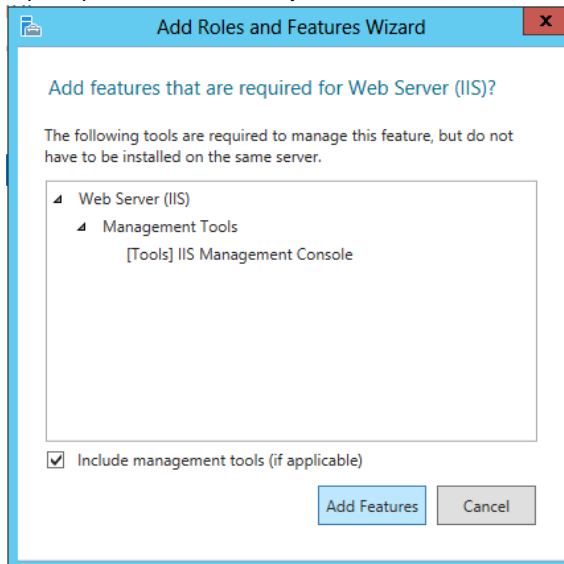 Add Roles and Features Wizard
x
Add features that are required for Web Server (IIS)?
The following tools are required to manage this feature, but do not
have to be installed on the same server.
Web Server (IIS)
Management Tools
[Tools] IIS Management Console
Include management tools (if applicable)
Add Features
Cancel